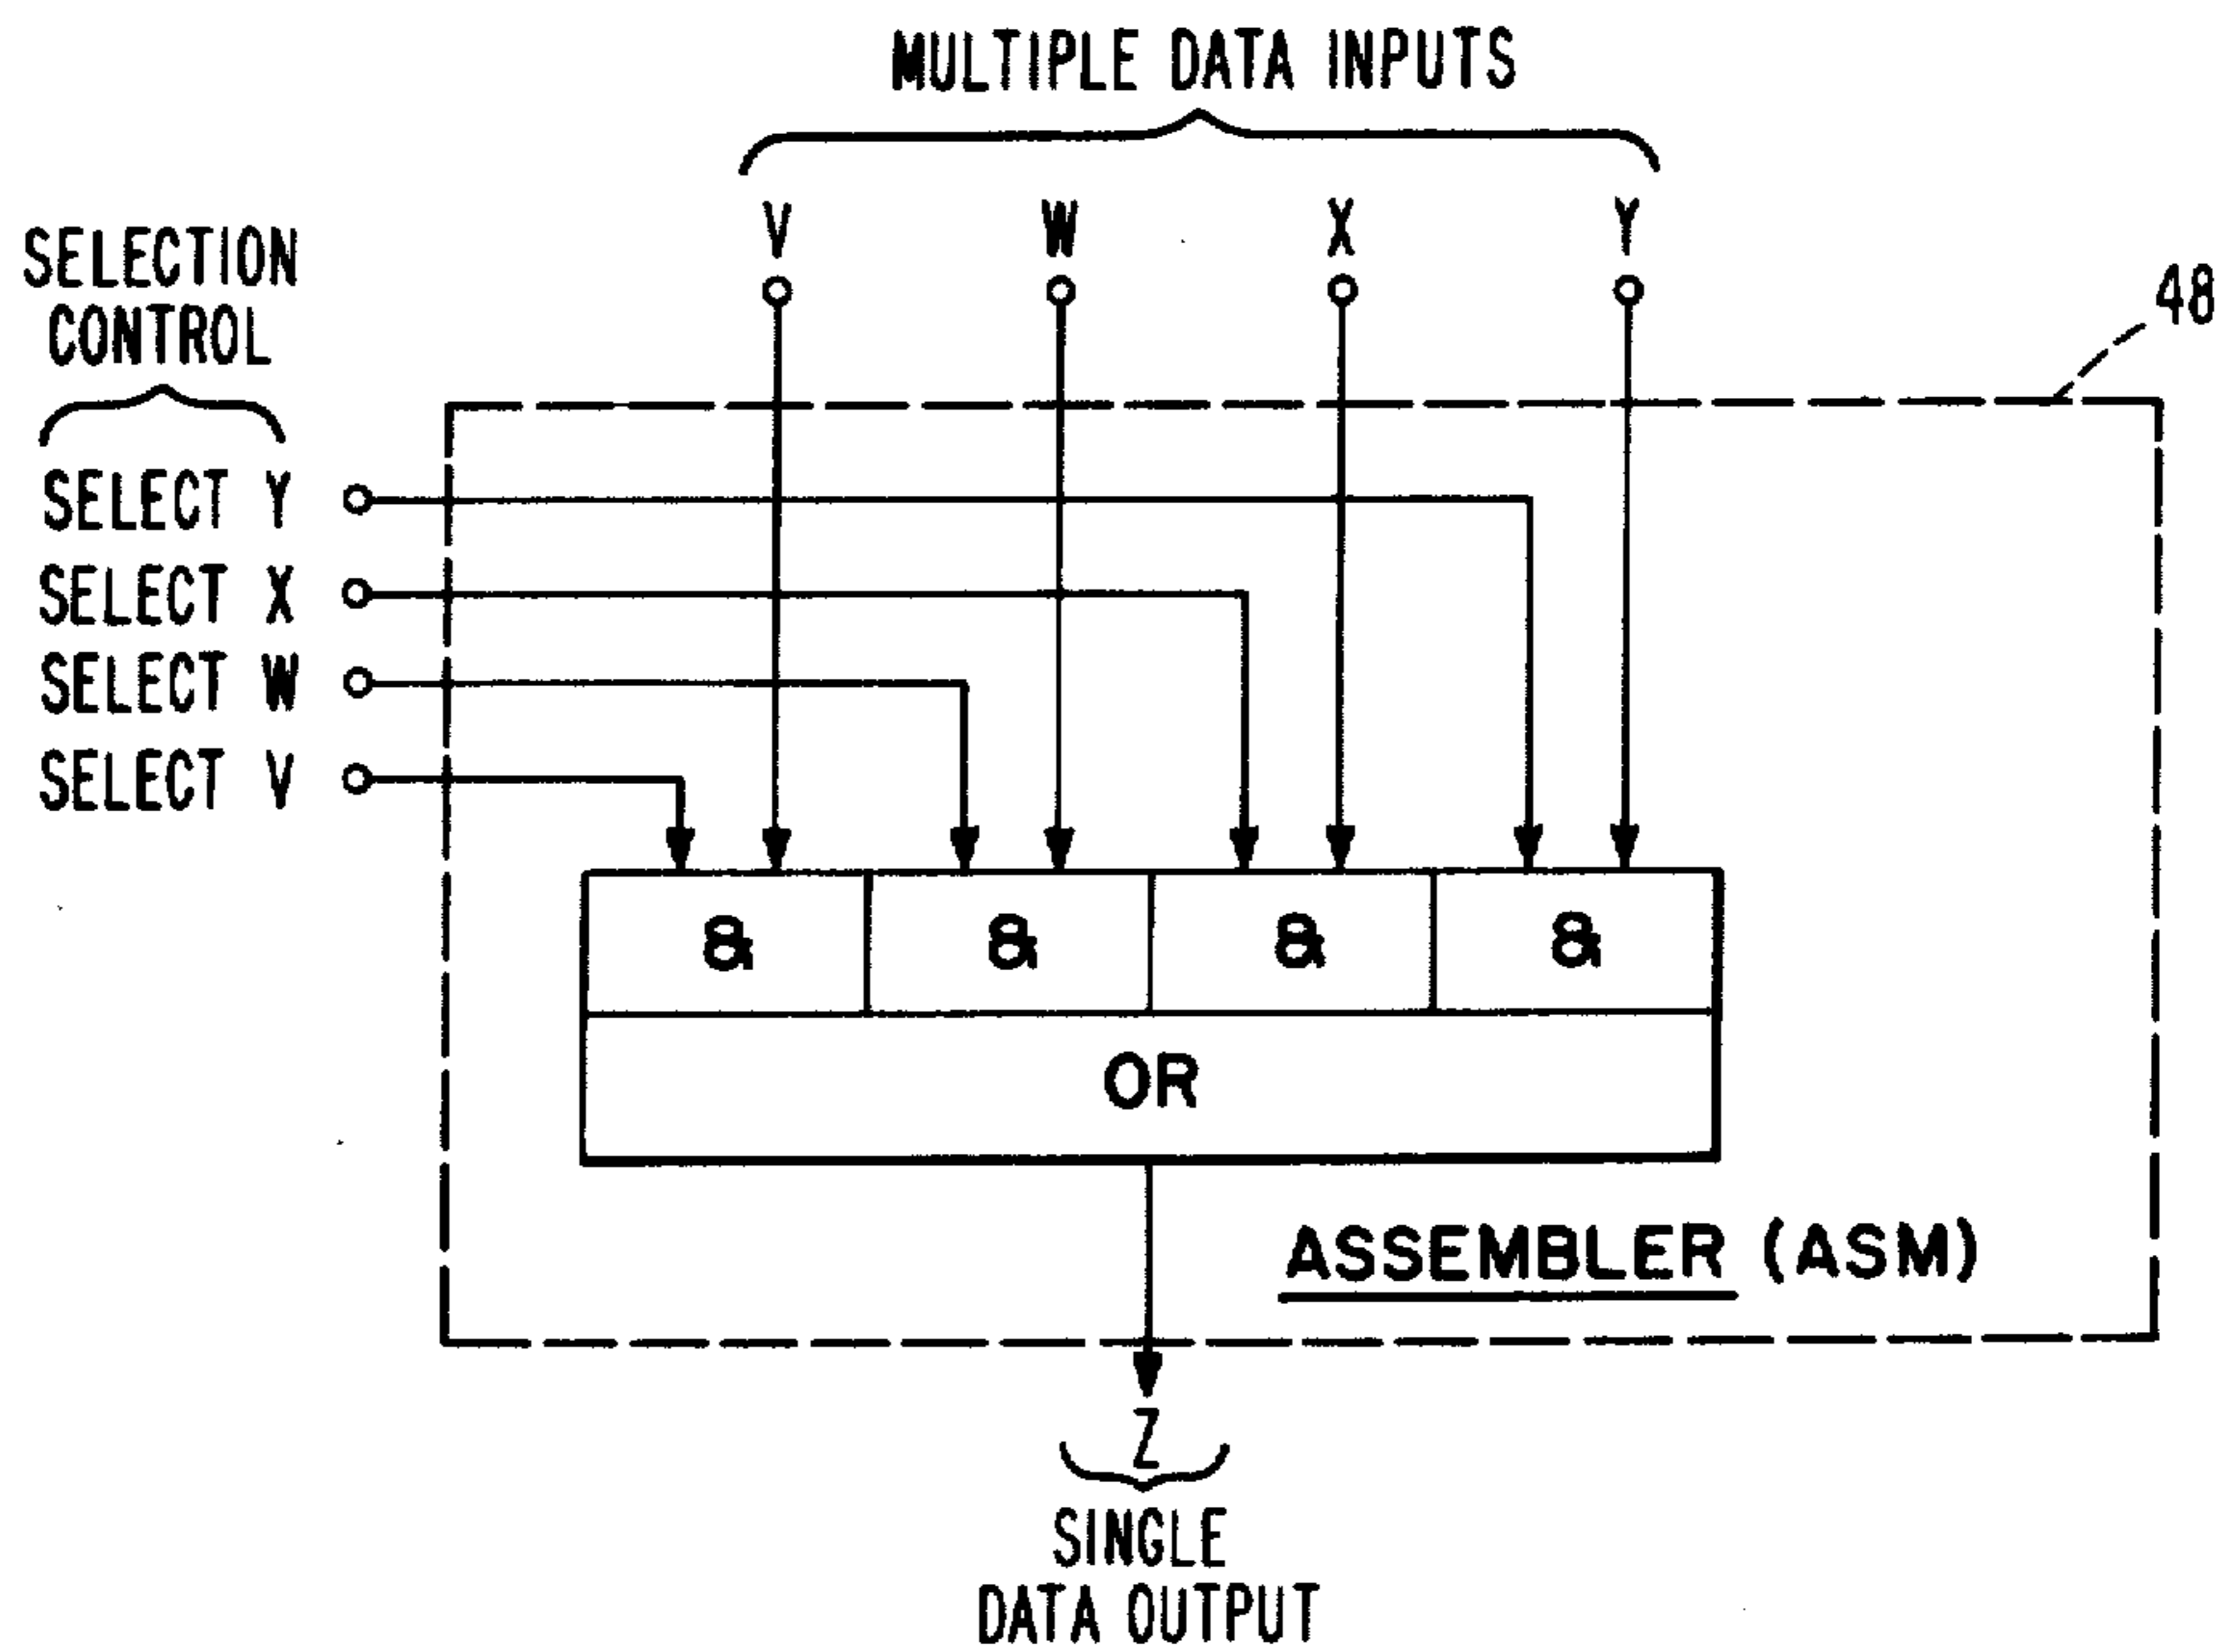 MULTIPLE DATA INPUTS
V W X Y
SELECTION
CONTROL
48
SELECT Y
SELECT X
SELECT W
SELECT V
& & & &
OR
ASSEMBLER (ASM)
Z
SINGLE
DATA OUTPUT